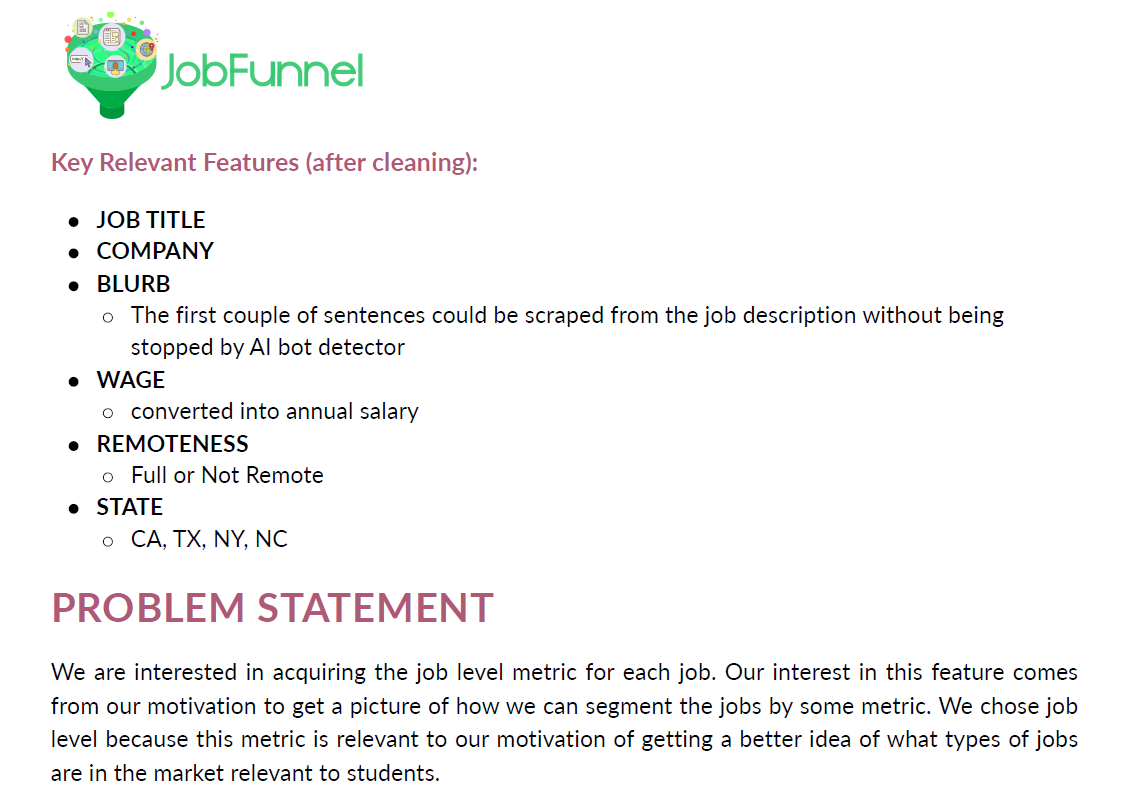 JobFunnel
Key Relevant Features (after cleaning):
● JOB TITLE
● COMPANY
● BLURB
○ The first couple of sentences could be scraped from the job description without being
stopped by AI bot detector
● WAGE
○ converted into annual salary
● REMOTENESS
○ Full or Not Remote
● STATE
○ CA, TX, NY, NC
PROBLEM STATEMENT
We are interested in acquiring the job level metric for each job. Our interest in this feature comes
from our motivation to get a picture of how we can segment the jobs by some metric. We chose job
level because this metric is relevant to our motivation of getting a better idea of what types of jobs
are in the market relevant to students.